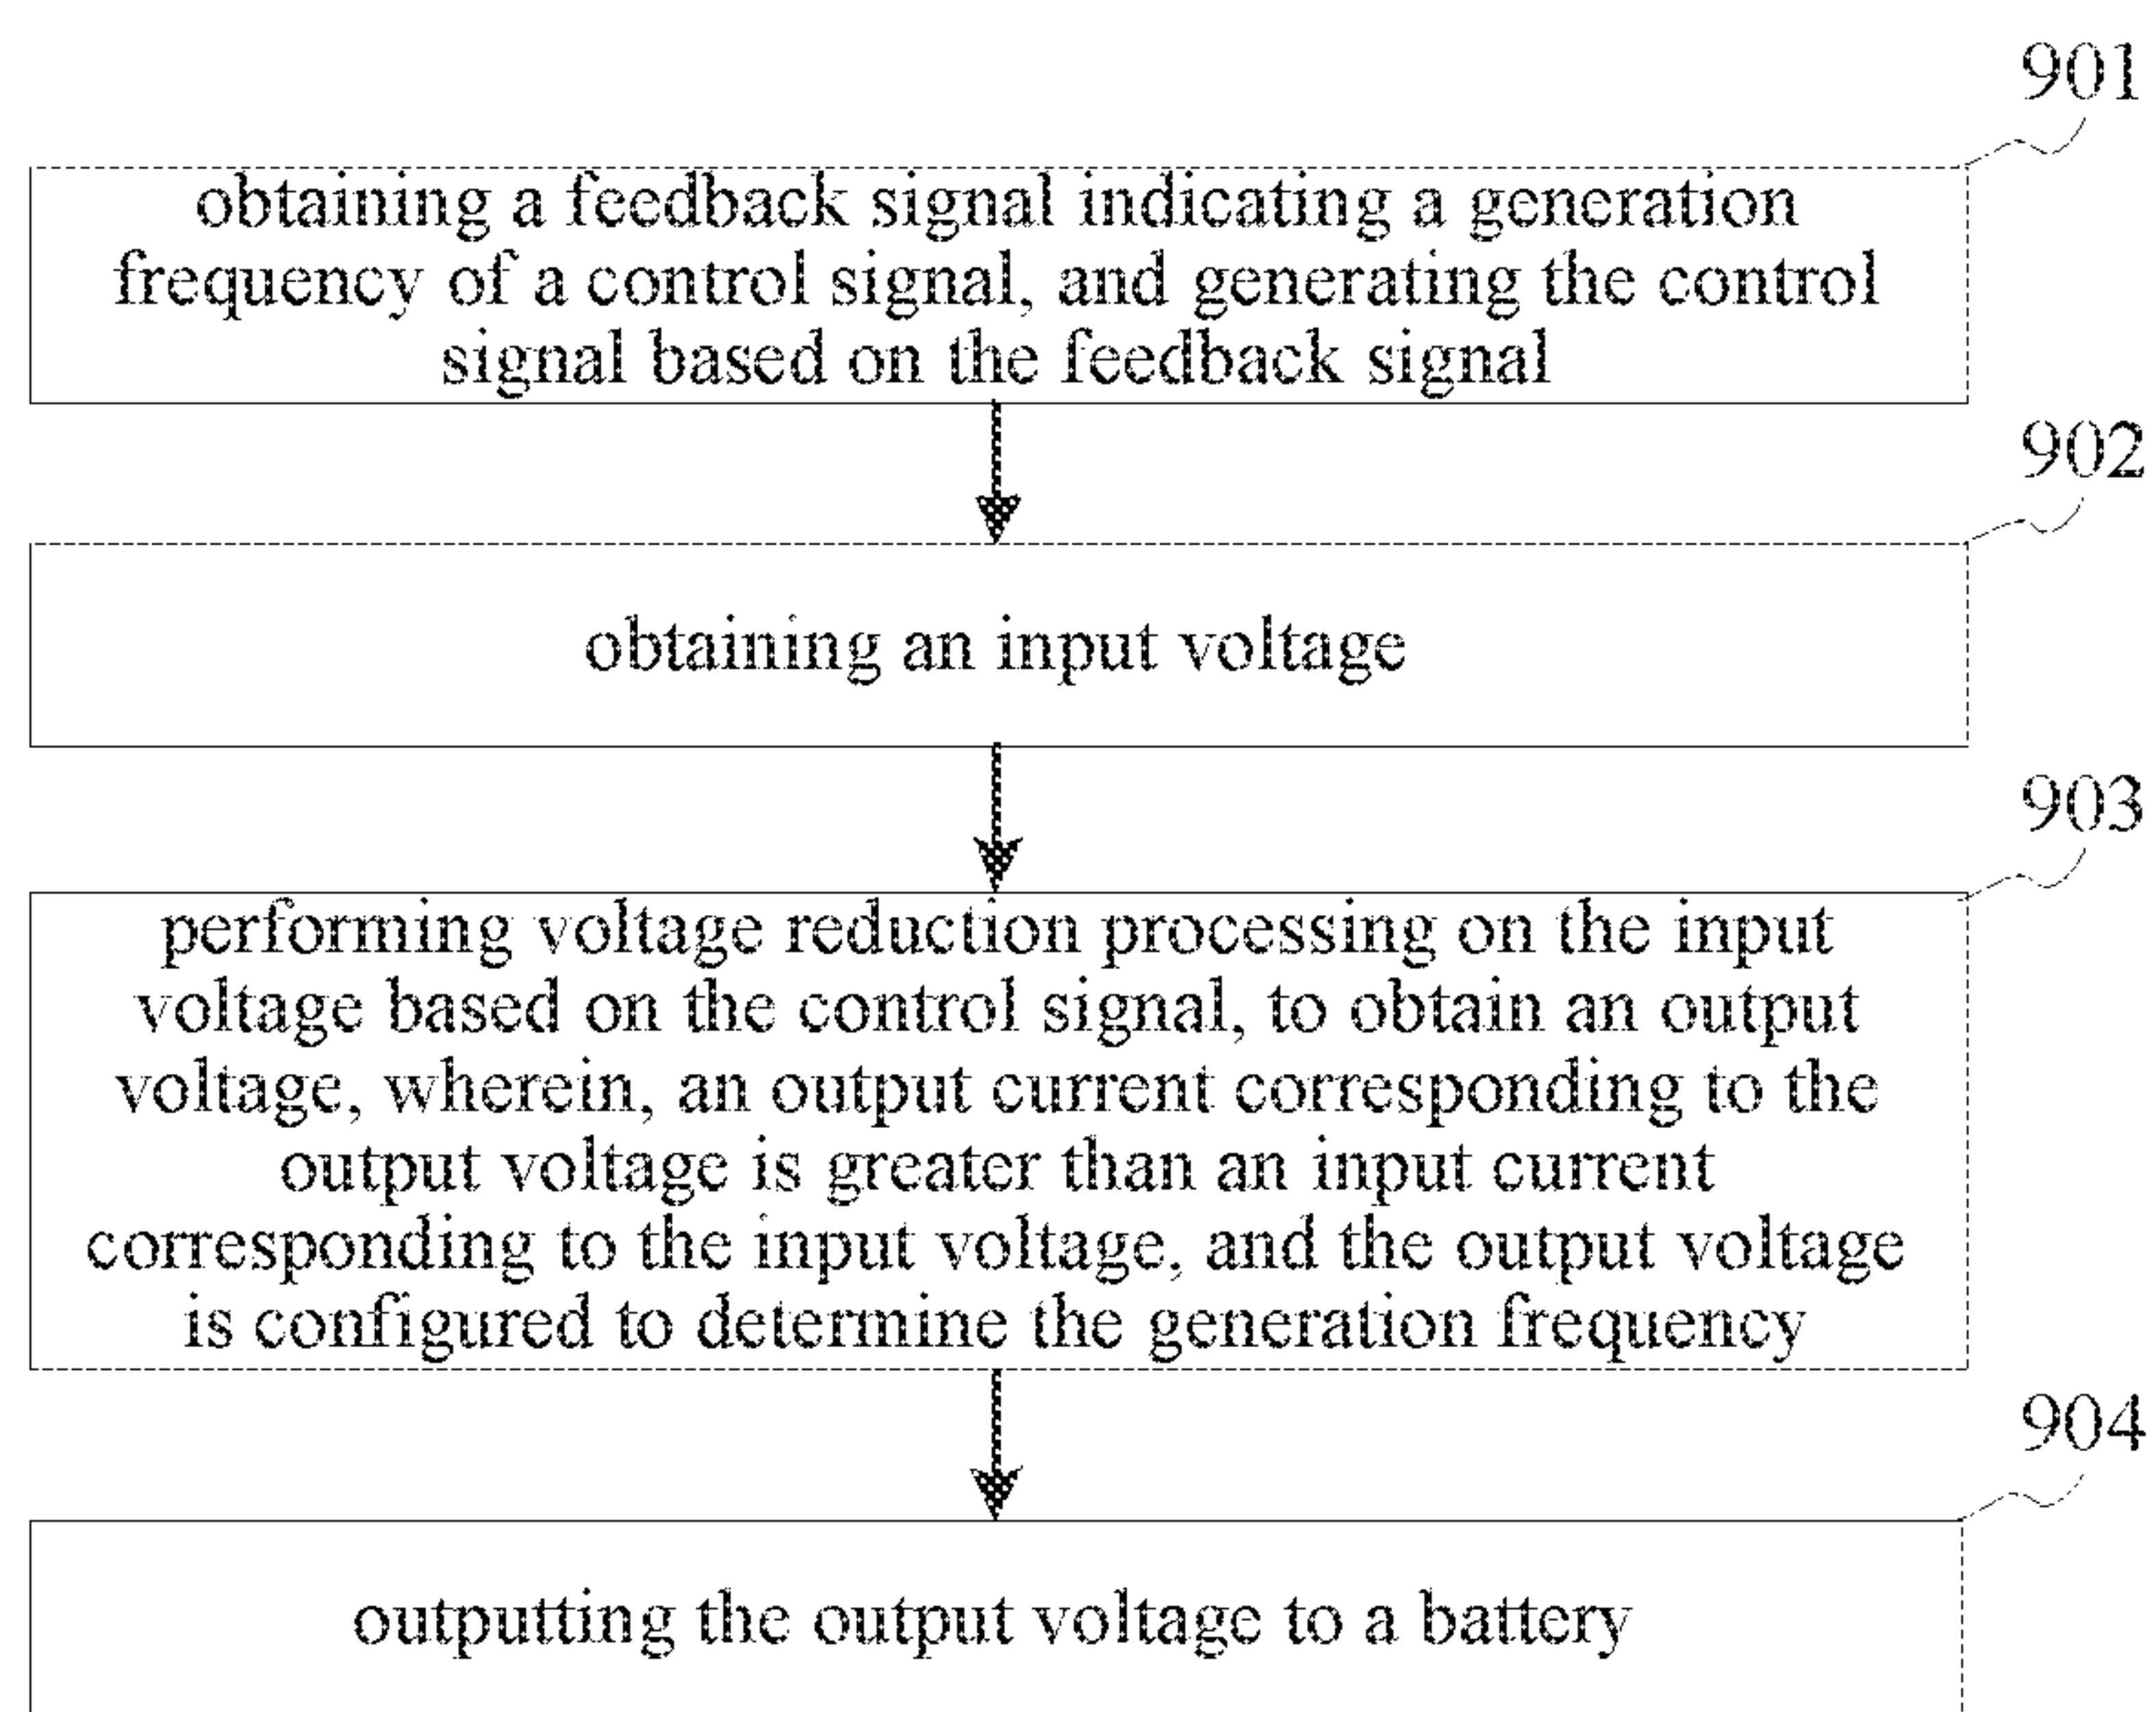 901
obtaining a feedback signal indicating a generation
frequency of a control signal, and generating the control
signal based on the feedback signal
902
obtaining an input voltage
903
performing voltage reduction processing on the input
voltage based on the control signal, to obtain an output
voltage, wherein, an output current corresponding to the
output voltage is greater than an input current
corresponding to the input voltage, and the output voltage
is configured to determine the generation frequency
904
outputting the output voltage to a battery